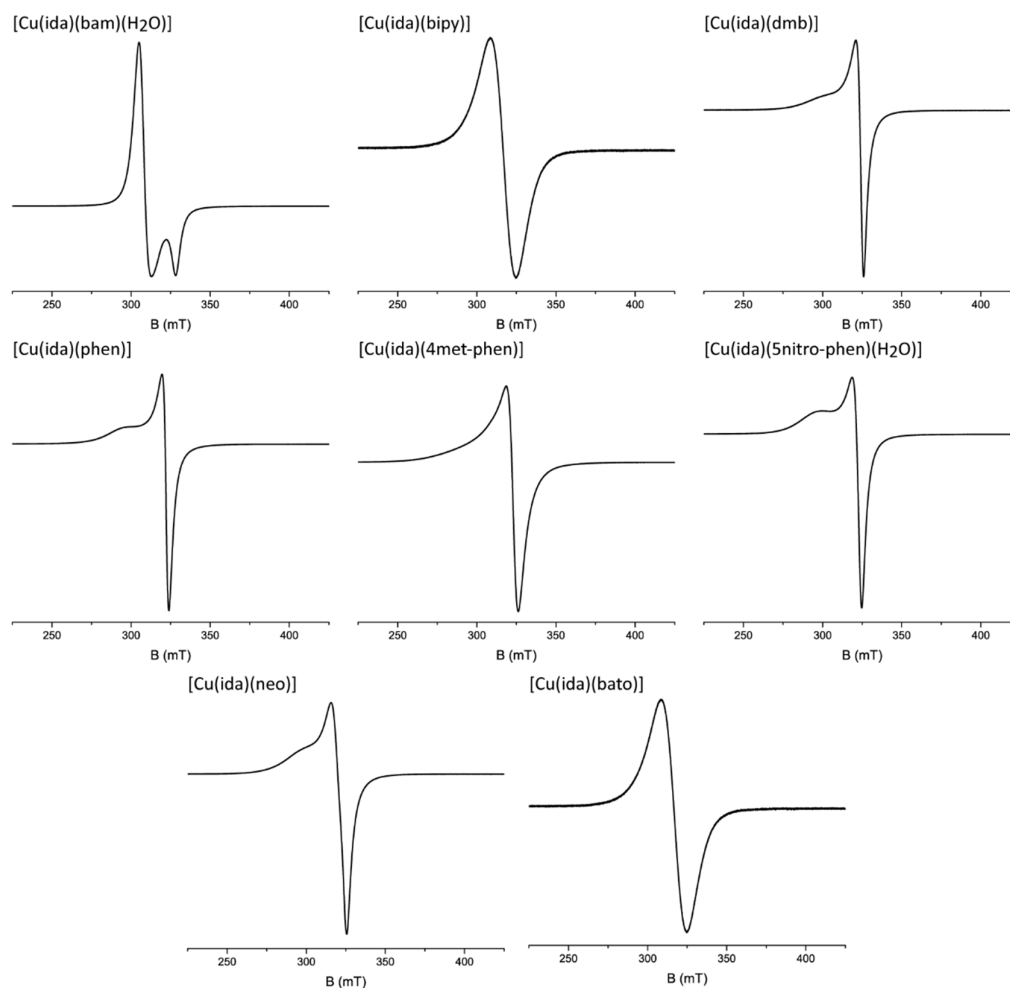 [Cu(ida)(bam)(H₂O)] [Cu(ida)(bipy)] [Cu(ida)(dmb)]
250 300 350 400 250 300 350 400 250 300 350 400
B (mT) B (mT) B (mT)
[Cu(ida)(phen)] [Cu(ida)(4met-phen)] [Cu(ida)(5nitro-phen)(H₂O)]
250 300 350 400 250 300 350 400 250 300 350 400
B (mT) B (mT) B (mT)
[Cu(ida)(neo)] [Cu(ida)(bato)]
250 300 350 400 250 300 350 400
B (mT) B (mT)